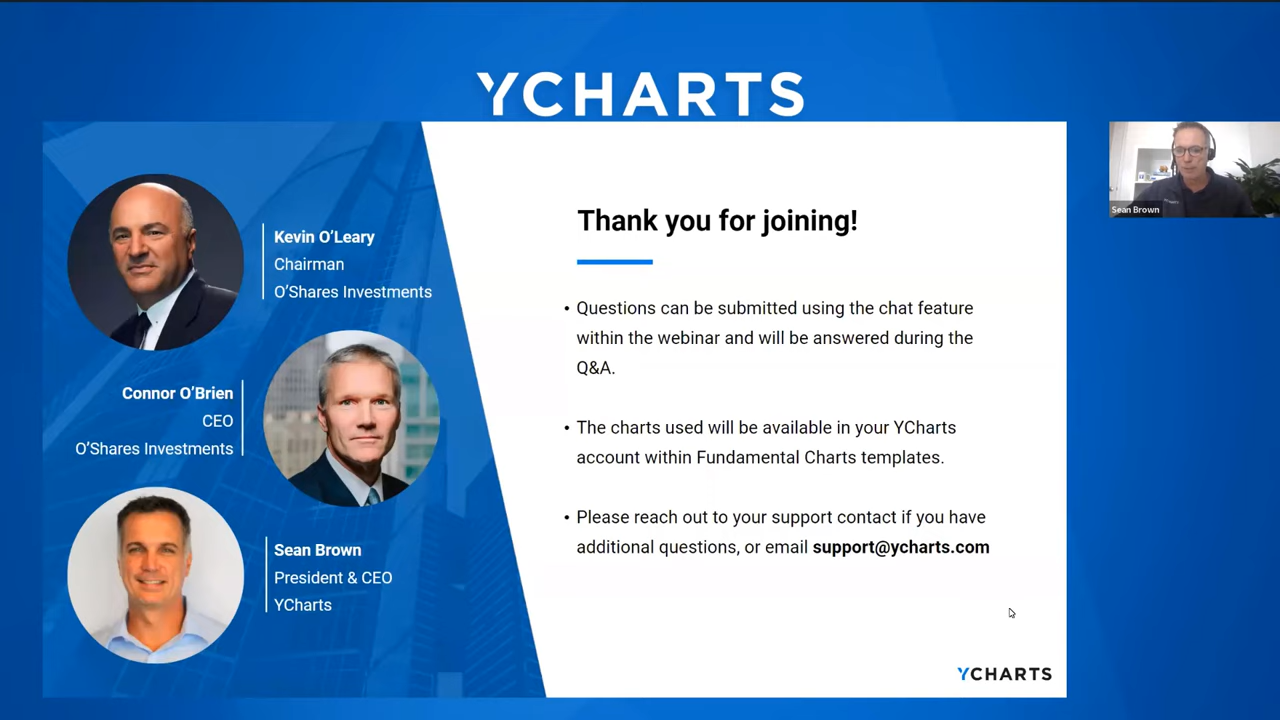 YCHARTS
Kevin O'Leary
Chairman
O'Shares Investments
Connor O'Brien
CEO
O'Shares Investments
Sean Brown
President & CEO
YCharts
Thank you for joining!
• Questions can be submitted using the chat feature
within the webinar and will be answered during the
Q&A.
• The charts used will be available in your YCharts
account within Fundamental Charts templates.
• Please reach out to your support contact if you have
additional questions, or email support@ycharts.com
YCHARTS
Sean Brown